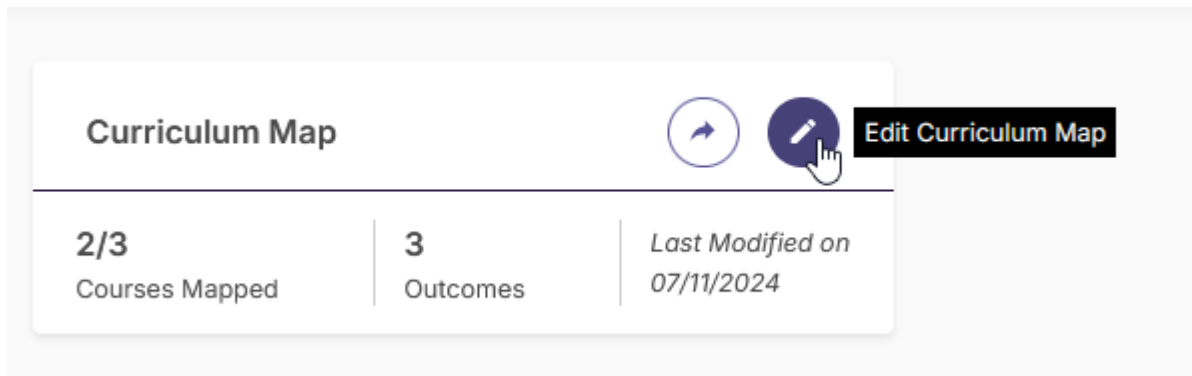 Curriculum Map
Edit Curriculum Map
2/3
Courses Mapped
3
Outcomes
Last Modified on
07/11/2024